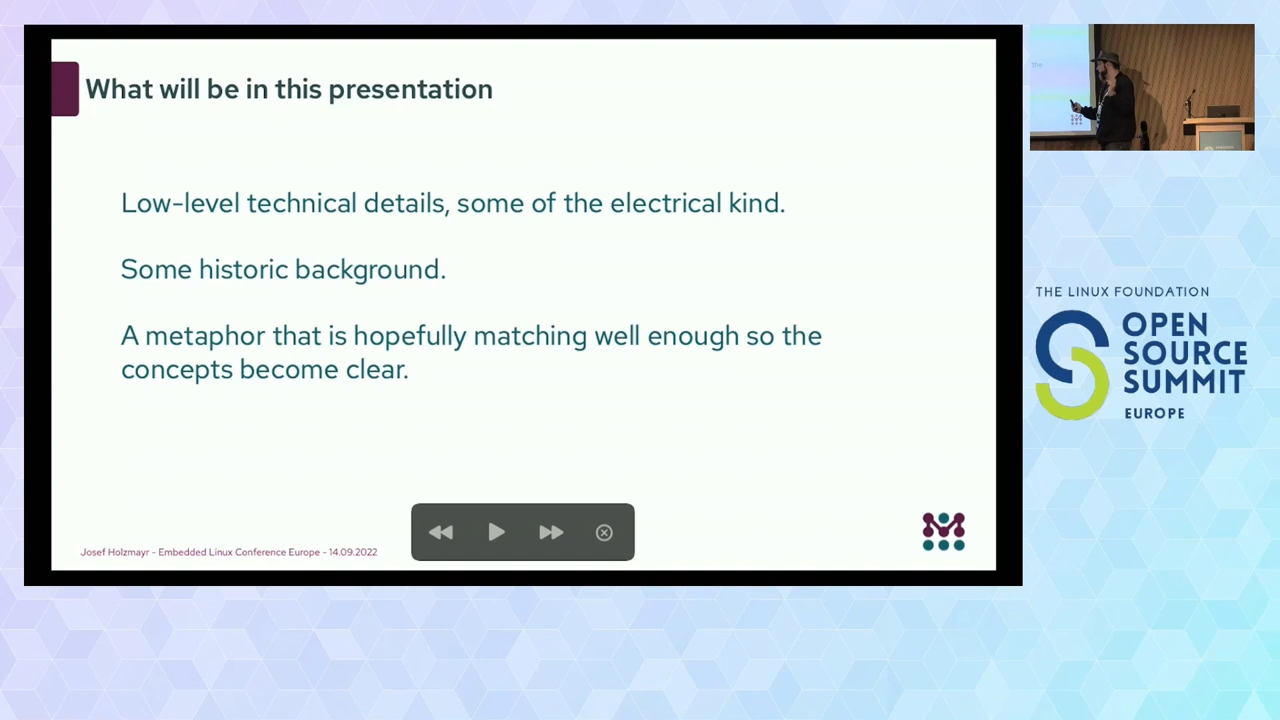 What will be in this presentation
Low-level technical details, some of the electrical kind.
Some historic background.
A metaphor that is hopefully matching well enough so the
concepts become clear.
Josef Holzmayr - Embedded Linux Conference Europe - 14.09.2022
the
THE LINUX FOUNDATION
OPEN
SOURCE
SUMMIT
EUROPE